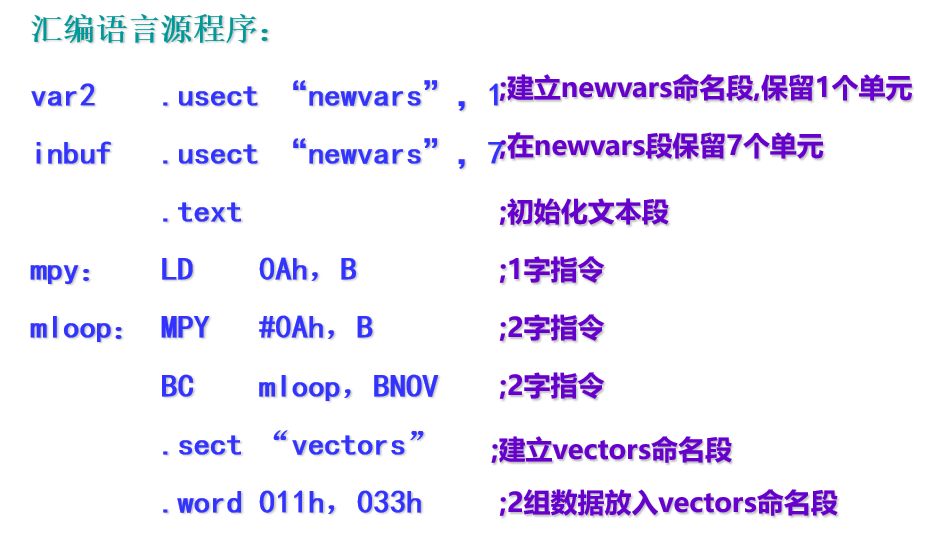 汇编语言源程序：
var2 .usect “newvars”，1 ;建立newvars命名段,保留1个单元
inbuf .usect “newvars”，7 ;在newvars段保留7个单元
.text ;初始化文本段
mpy： LD 0Ah，B ;1字指令
mloop： MPY #0Ah，B ;2字指令
BC mloop，BNOV ;2字指令
.sect “vectors” ;建立vectors命名段
.word 011h，033h ;2组数据放入vectors命名段